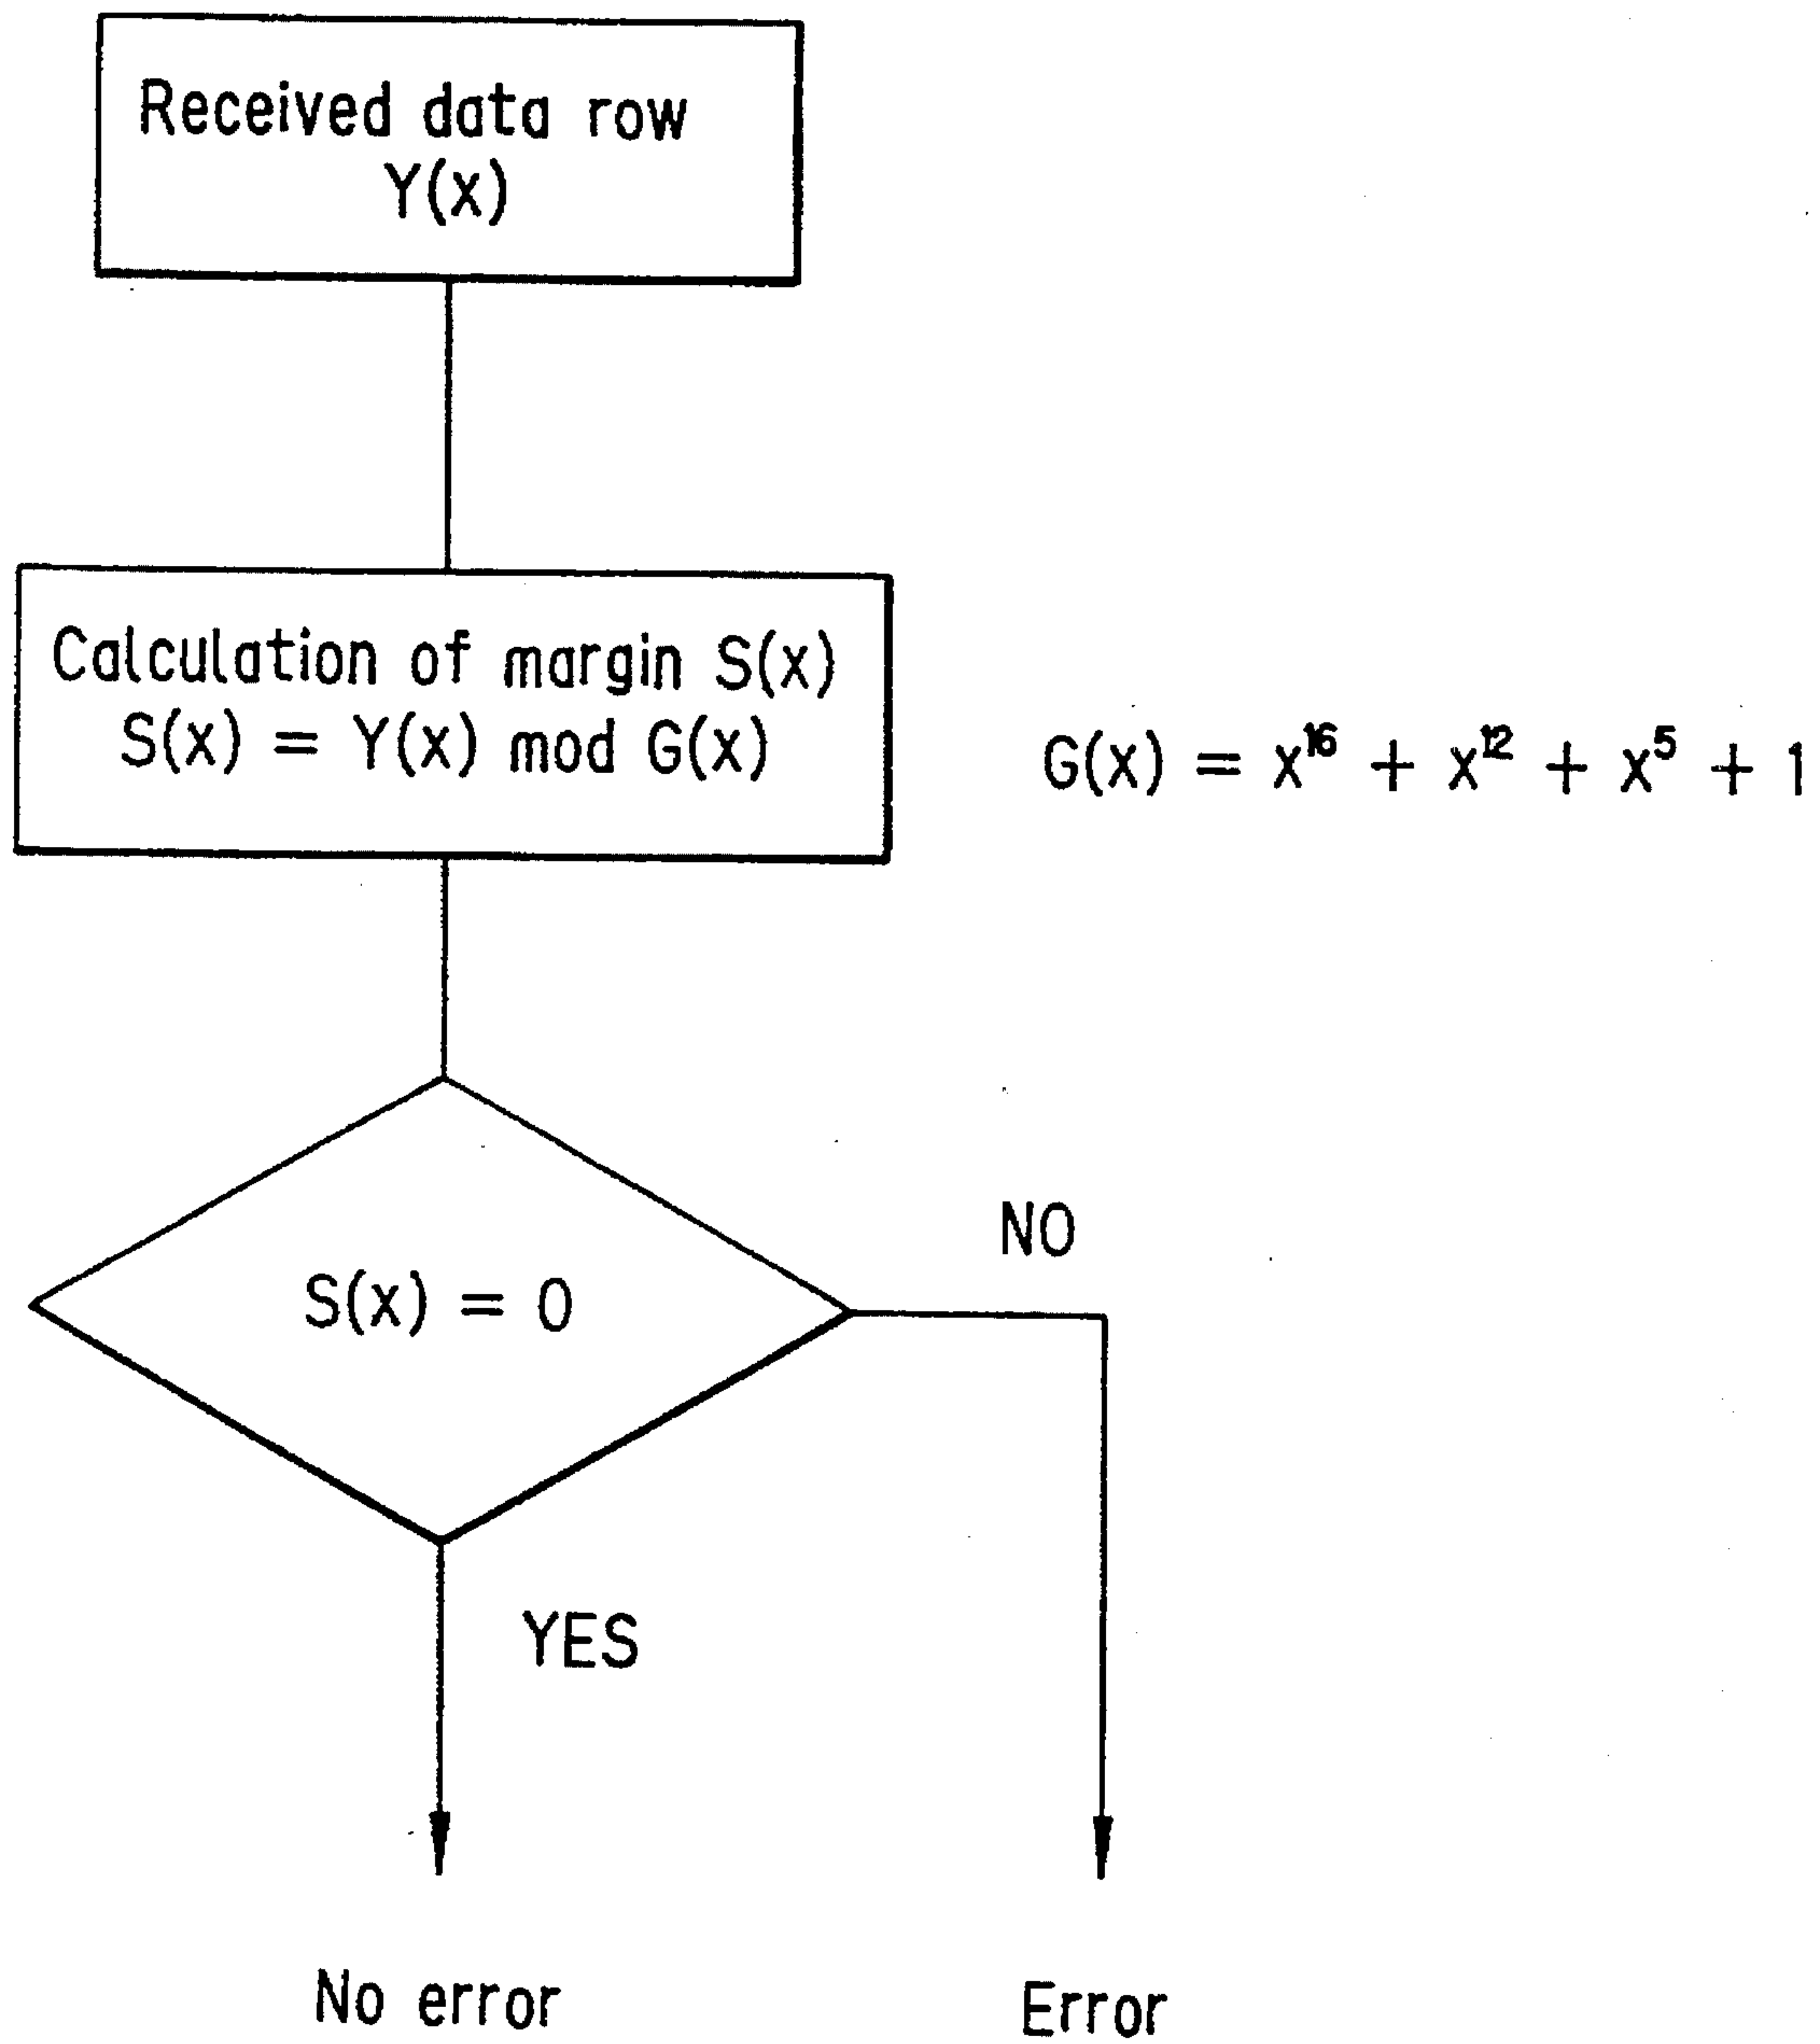 Received data row
Y(x)
Calculation of margin S(x)
S(x) = Y(x) mod G(x)
G(x) = x¹⁶ + x¹² + x⁵ + 1
S(x) = 0
NO
YES
No error
Error